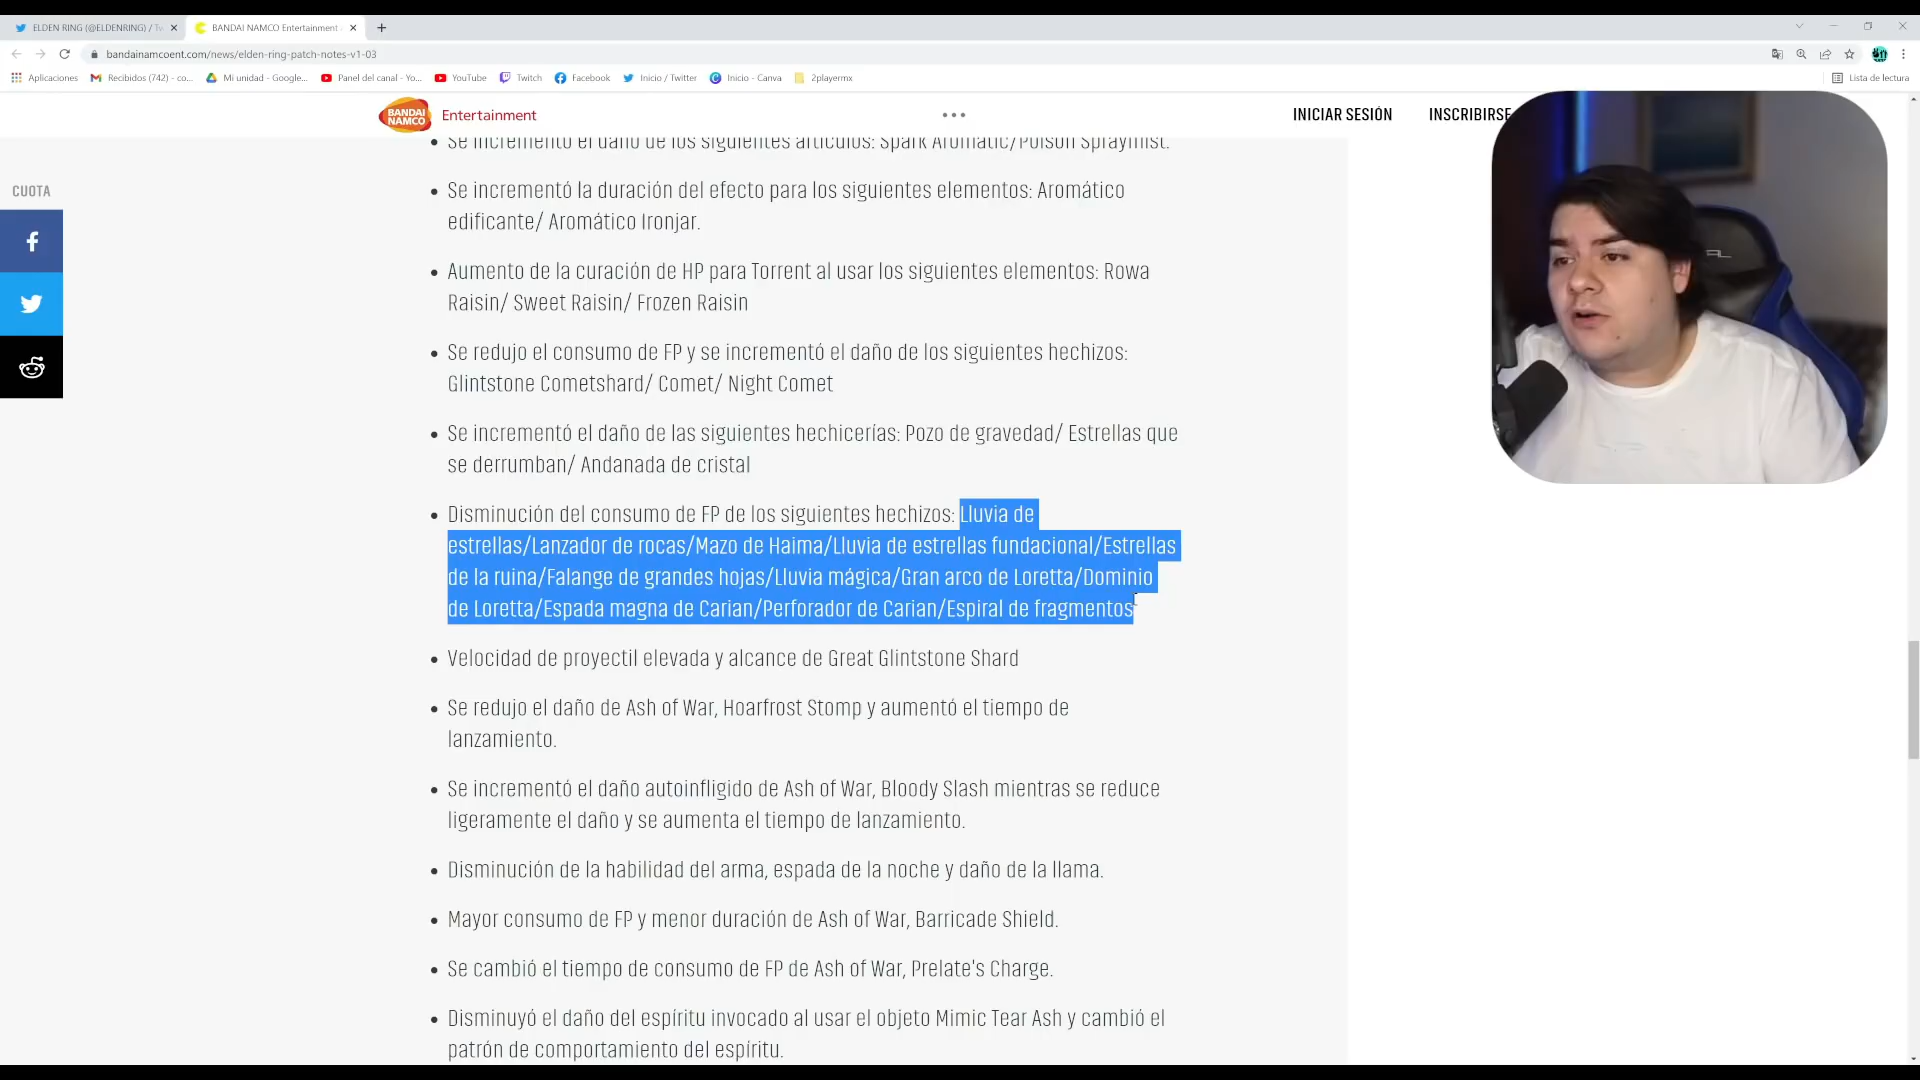 ELDEN RING (@ELDENRING) / Tw
BANDAI NAMCO Entertainment
bandainamcoent.com/news/elden-ring-patch-notes-v1-03
Aplicaciones
Recibidos (742) - co...
Mi unidad - Google...
Panel del canal - Yo...
YouTube
Twitch
Facebook
Inicio / Twitter
Inicio - Canva
2playermx
Lista de lectura
BANDAI NAMCO
Entertainment
INICIAR SESIÓN
INSCRIBIRSE
CUOTA
Se incrementó el daño de los siguientes artículos: Spark Aromatic/Poison Spraymist.
Se incrementó la duración del efecto para los siguientes elementos: Aromático
edificante/ Aromático Ironjar.
Aumento de la curación de HP para Torrent al usar los siguientes elementos: Rowa
Raisin/ Sweet Raisin/ Frozen Raisin
Se redujo el consumo de FP y se incrementó el daño de los siguientes hechizos:
Glintstone Cometshard/ Comet/ Night Comet
Se incrementó el daño de las siguientes hechicerías: Pozo de gravedad/ Estrellas que
se derrumban/ Andanada de cristal
Disminución del consumo de FP de los siguientes hechizos: Lluvia de
estrellas/Lanzador de rocas/Mazo de Haima/Lluvia de estrellas fundacional/Estrellas
de la ruina/Falange de grandes hojas/Lluvia mágica/Gran arco de Loretta/Dominio
de Loretta/Espada magna de Carian/Perforador de Carian/Espiral de fragmentos
Velocidad de proyectil elevada y alcance de Great Glintstone Shard
Se redujo el daño de Ash of War, Hoarfrost Stomp y aumentó el tiempo de
lanzamiento.
Se incrementó el daño autoinfligido de Ash of War, Bloody Slash mientras se reduce
ligeramente el daño y se aumenta el tiempo de lanzamiento.
Disminución de la habilidad del arma, espada de la noche y daño de la llama.
Mayor consumo de FP y menor duración de Ash of War, Barricade Shield.
Se cambió el tiempo de consumo de FP de Ash of War, Prelate's Charge.
Disminuyó el daño del espíritu invocado al usar el objeto Mimic Tear Ash y cambió el
patrón de comportamiento del espíritu.